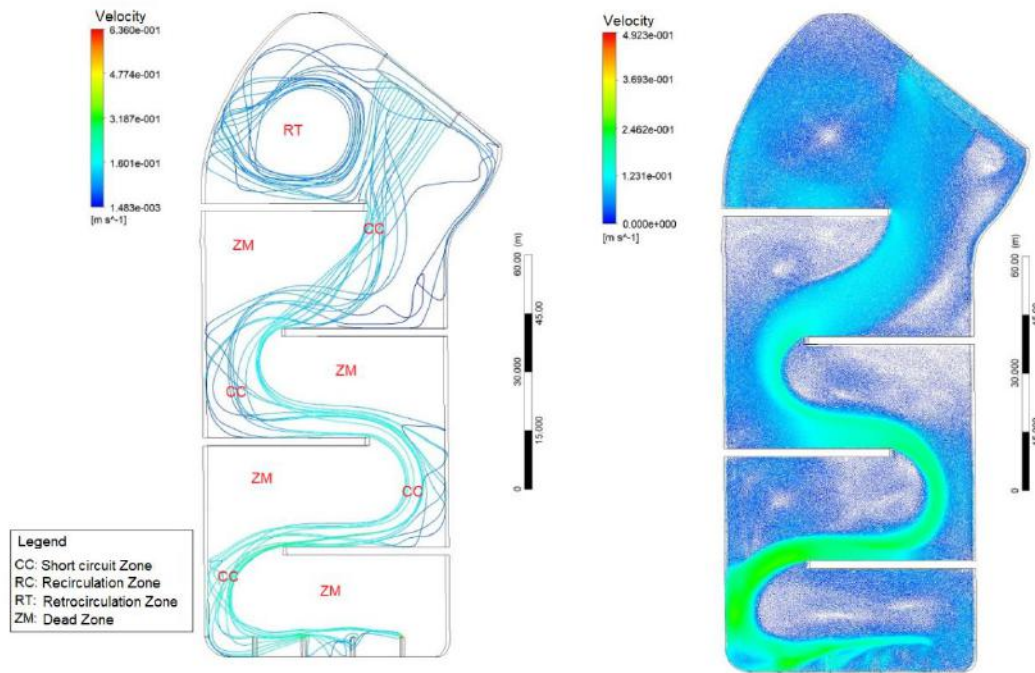 Velocity
6.360e-001
4.774e-001
3.187e-001
1.601e-001
1.483e-003
[m s^-1]
RT
CC
ZM
ZM
CC
ZM
CC
CC
ZM
0
15.000
30.000
45.00
60.00 (m)
Legend
CC: Short circuit Zone
RC: Recirculation Zone
RT: Retrocirculation Zone
ZM: Dead Zone
Velocity
4.923e-001
3.693e-001
2.462e-001
1.231e-001
0.000e+000
[m s^-1]
0
30.000
60.00 (m)